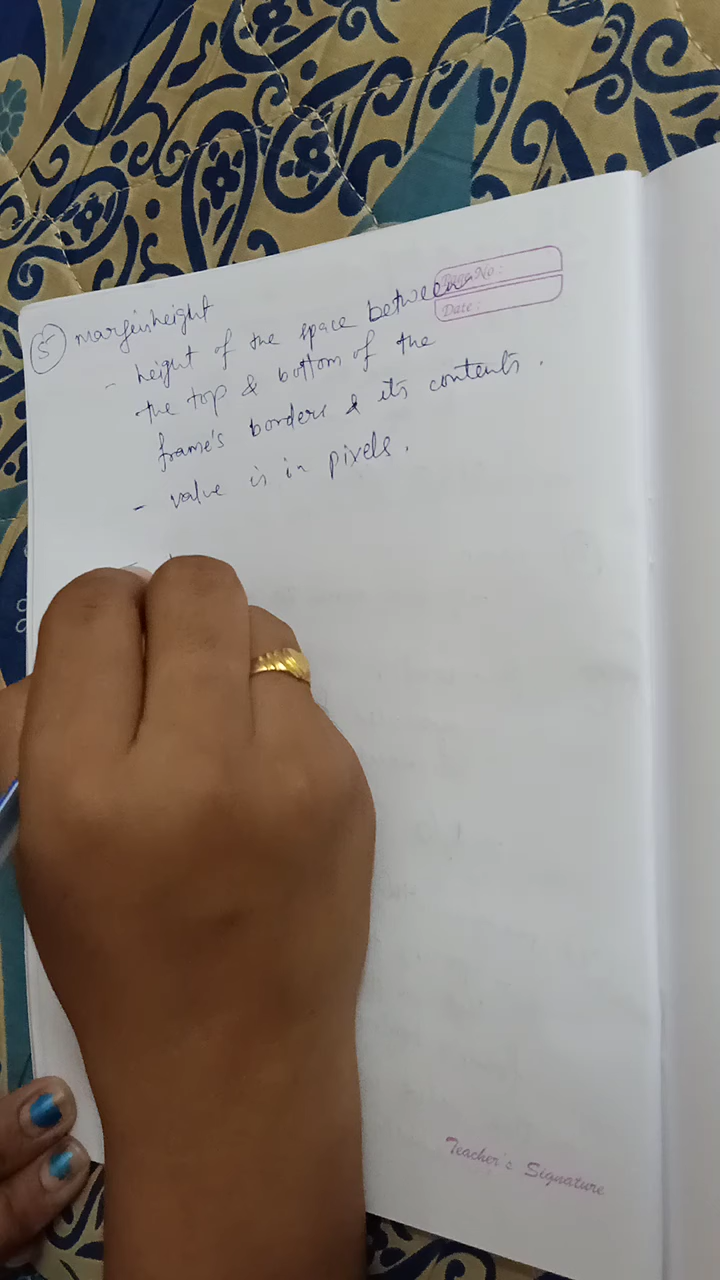 Page No :
Date :
5 marginheight
- height of the space between
the top & bottom of the
frame's borders & its contents.
- value is in pixels.
Teacher's Signature